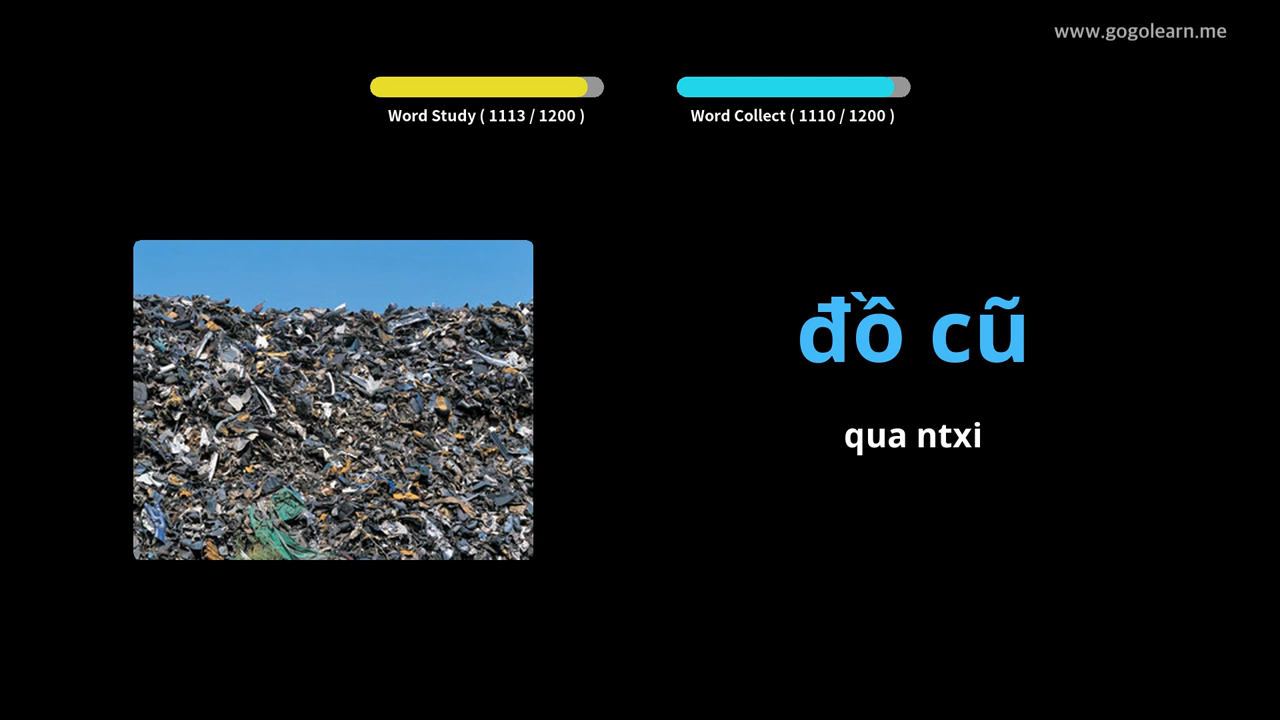 www.gogolearn.me
Word Study ( 1113 / 1200 )
Word Collect ( 1110 / 1200 )
đồ cũ
qua ntxi